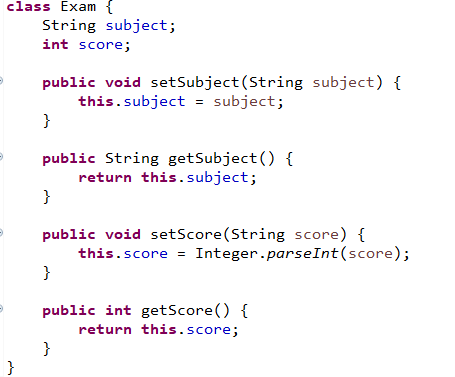 class Exam {
    String subject;
    int score;

    public void setSubject(String subject) {
        this.subject = subject;
    }

    public String getSubject() {
        return this.subject;
    }

    public void setScore(String score) {
        this.score = Integer.parseInt(score);
    }

    public int getScore() {
        return this.score;
    }
}